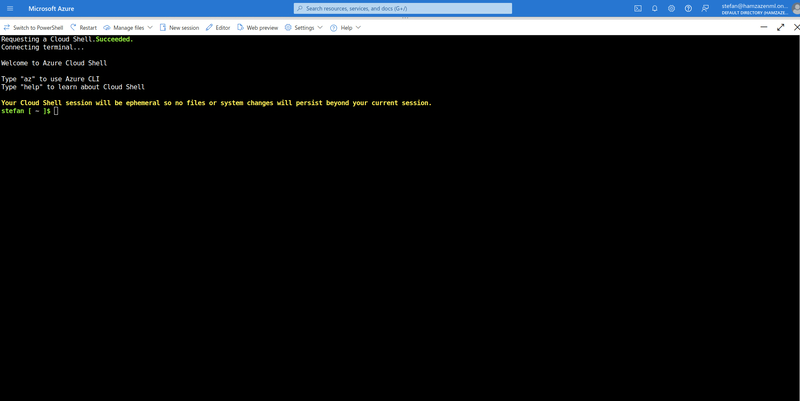 Microsoft Azure
Search resources, services, and docs (G+/)
stefan@hamzazenml.on...
DEFAULT DIRECTORY (HAMZAZE...
Switch to PowerShell
Restart
Manage files
New session
Editor
Web preview
Settings
Help
Requesting a Cloud Shell.Succeeded.
Connecting terminal...
Welcome to Azure Cloud Shell
Type "az" to use Azure CLI
Type "help" to learn about Cloud Shell
Your Cloud Shell session will be ephemeral so no files or system changes will persist beyond your current session.
stefan [ ~ ]$